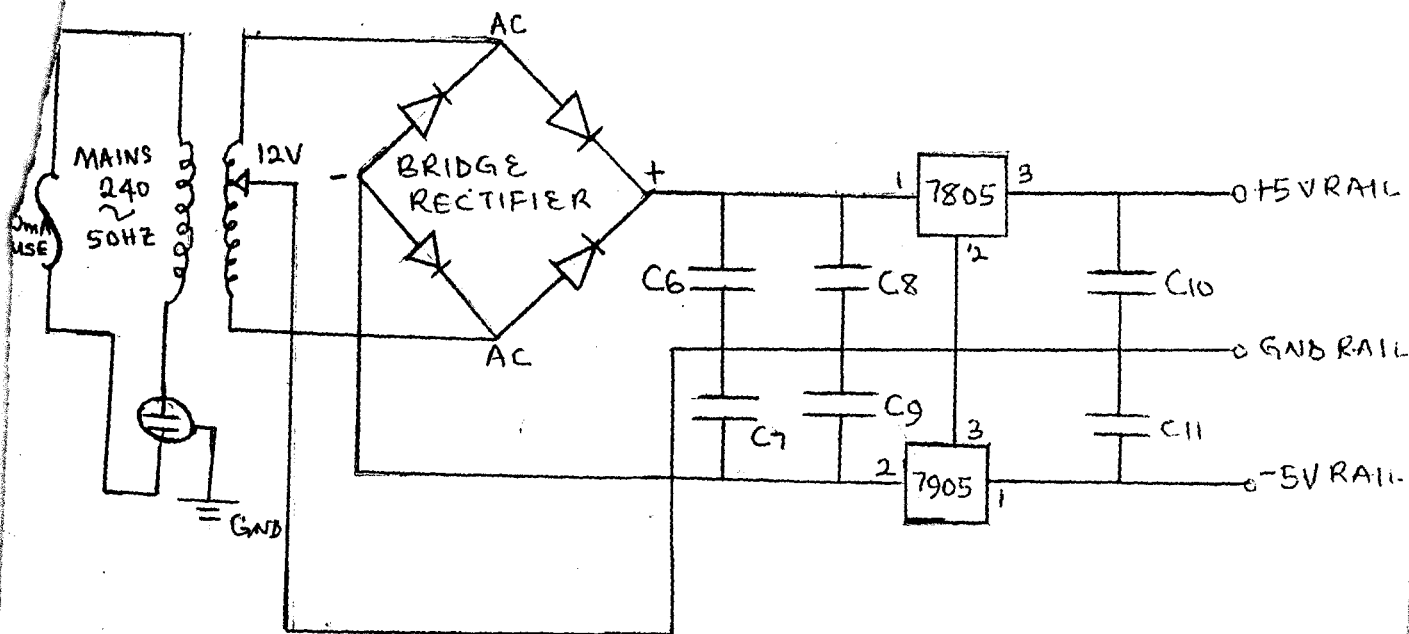 AC
MAINS
240
~
50HZ
USE
12V
-
BRIDGE
RECTIFIER
+
AC
1
7805
3
2
+5V RAIL
C6
C8
C10
GND RAIL
C7
C9
C11
3
2
7905
1
-5V RAIL
GND